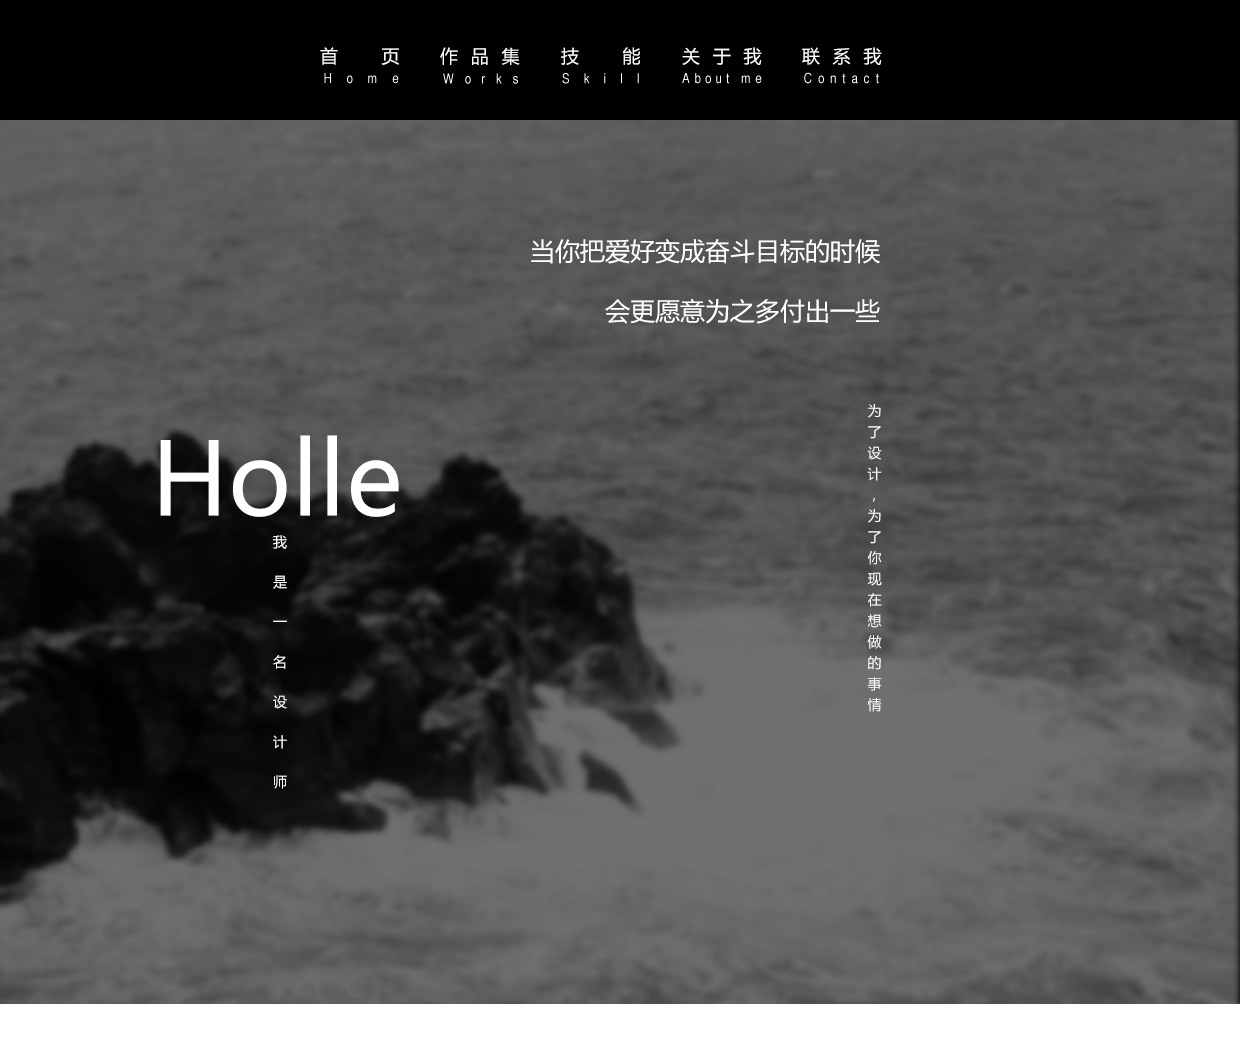 首页 作品集 技能 关于我 联系我
Home Works Skill About me Contact
当你把爱好变成奋斗目标的时候
会更愿意为之多付出一些
Holle
我是一名设计师
为了设计,为了你现在想做的事情